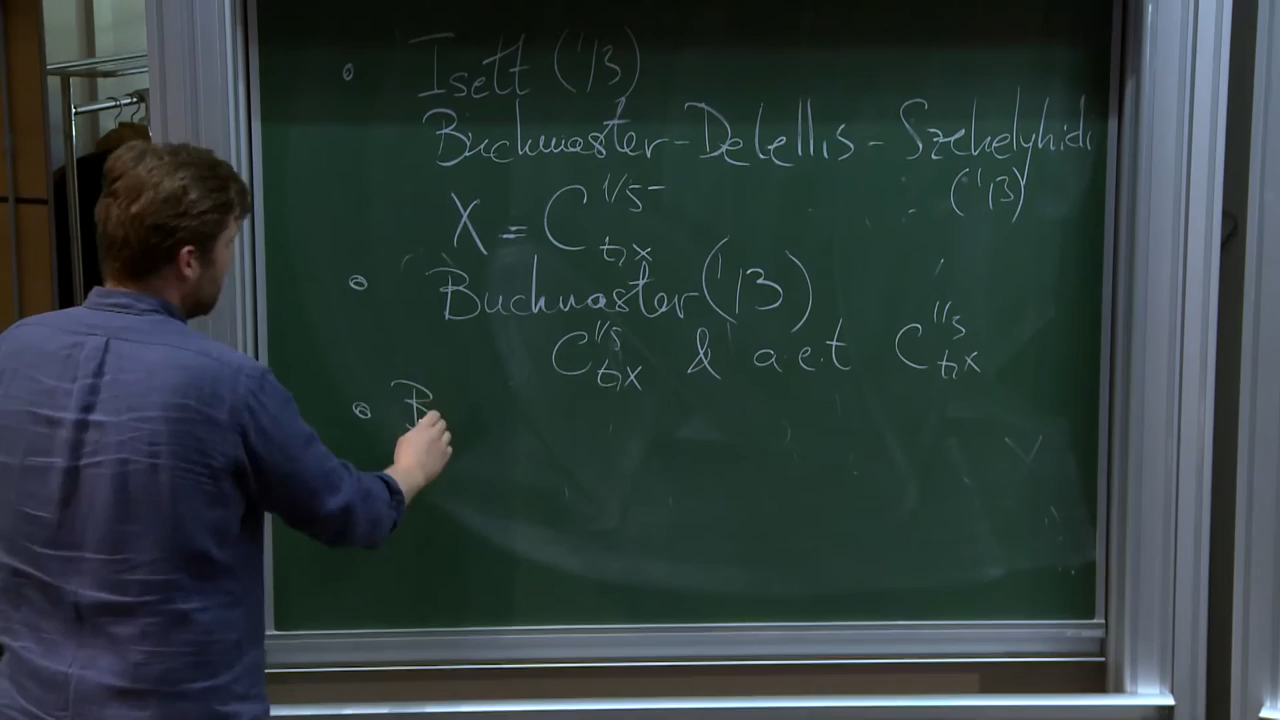 • Isett ('13)
Buckmaster - Delellis - Szekelyhidi
('13)
X = C^{1/5-}_{t,x}
• Buckmaster ('13)
C^{1/5}_{t,x} & a.e.t C^{1/3}_{t,x}
• B